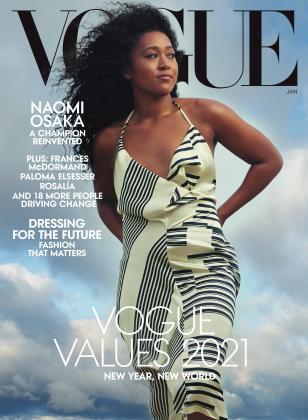 VOGUE
JAN
NAOMI
OSAKA
A CHAMPION
REINVENTED
PLUS: FRANCES
McDORMAND
PALOMA ELSESSER
ROSALÍA
AND 18 MORE PEOPLE
DRIVING CHANGE
DRESSING
FOR THE FUTURE
FASHION
THAT MATTERS
VOGUE
VALUES 2021
NEW YEAR, NEW WORLD